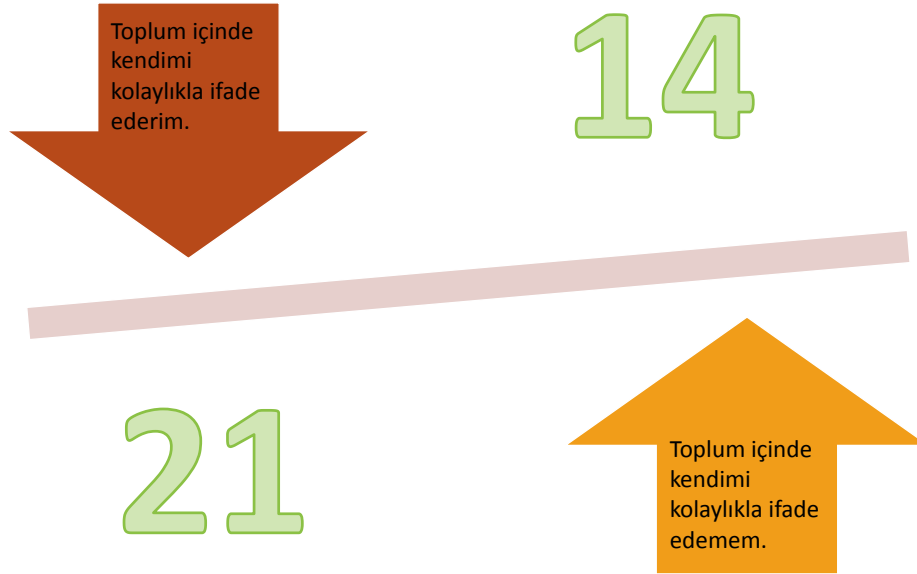 Toplum içinde
kendimi
kolaylıkla ifade
ederim.
14
21
Toplum içinde
kendimi
kolaylıkla ifade
edemem.